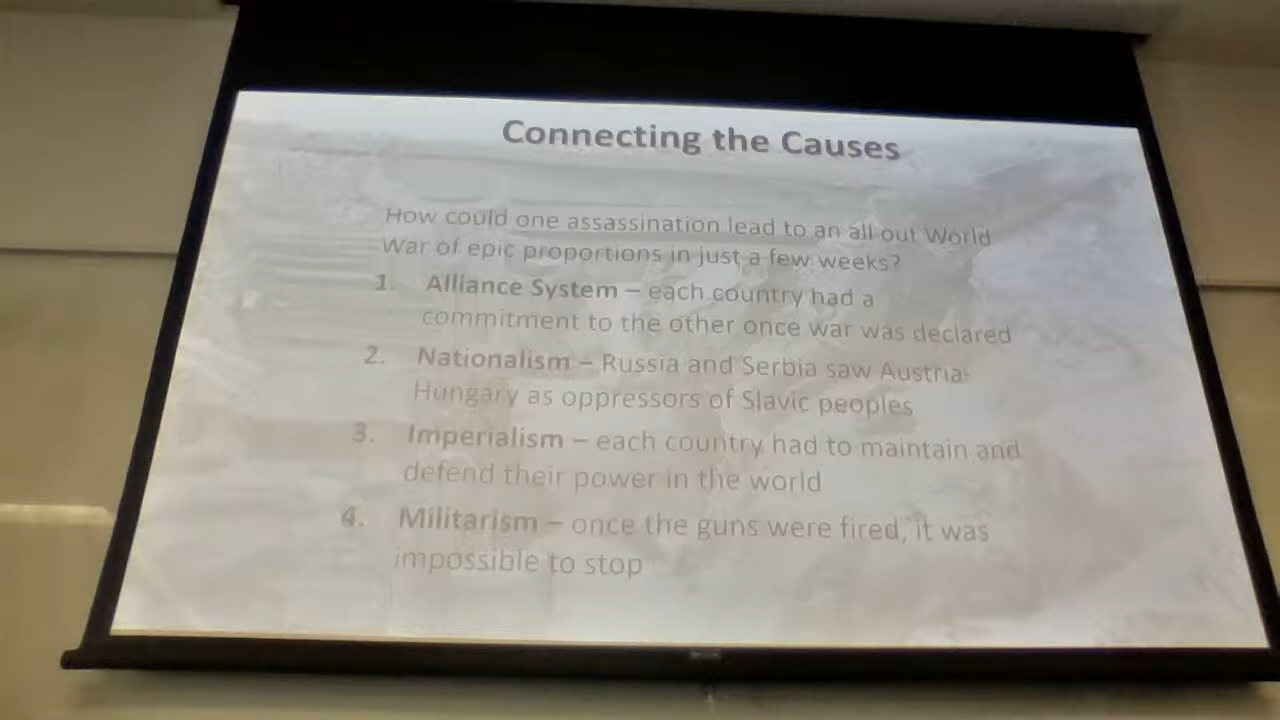 Connecting the Causes
How could one assassination lead to an all out World
War of epic proportions in just a few weeks?
1. Alliance System – each country had a
commitment to the other once war was declared
2. Nationalism – Russia and Serbia saw Austria-
Hungary as oppressors of Slavic peoples
3. Imperialism – each country had to maintain and
defend their power in the world
4. Militarism – once the guns were fired, it was
impossible to stop